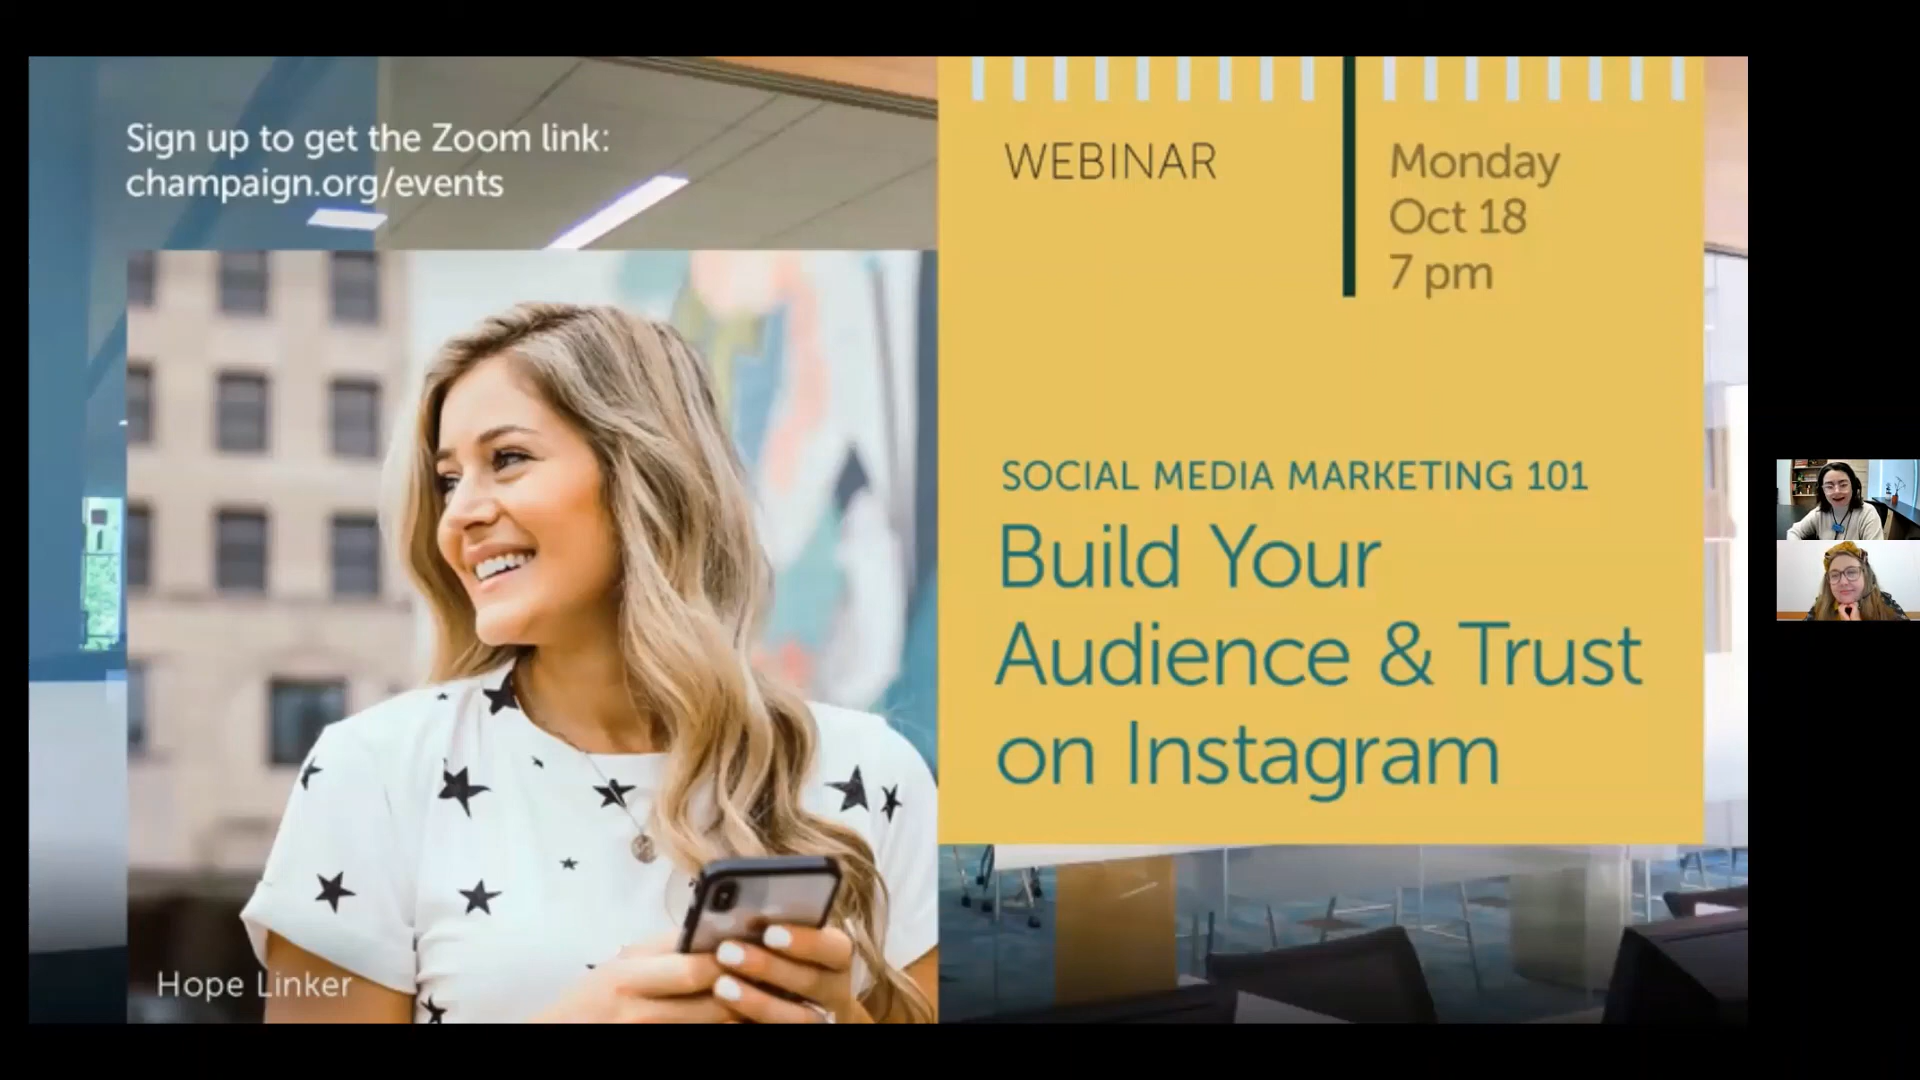 Sign up to get the Zoom link:
champaign.org/events
WEBINAR
Monday
Oct 18
7 pm
SOCIAL MEDIA MARKETING 101
Build Your
Audience & Trust
on Instagram
Hope Linker